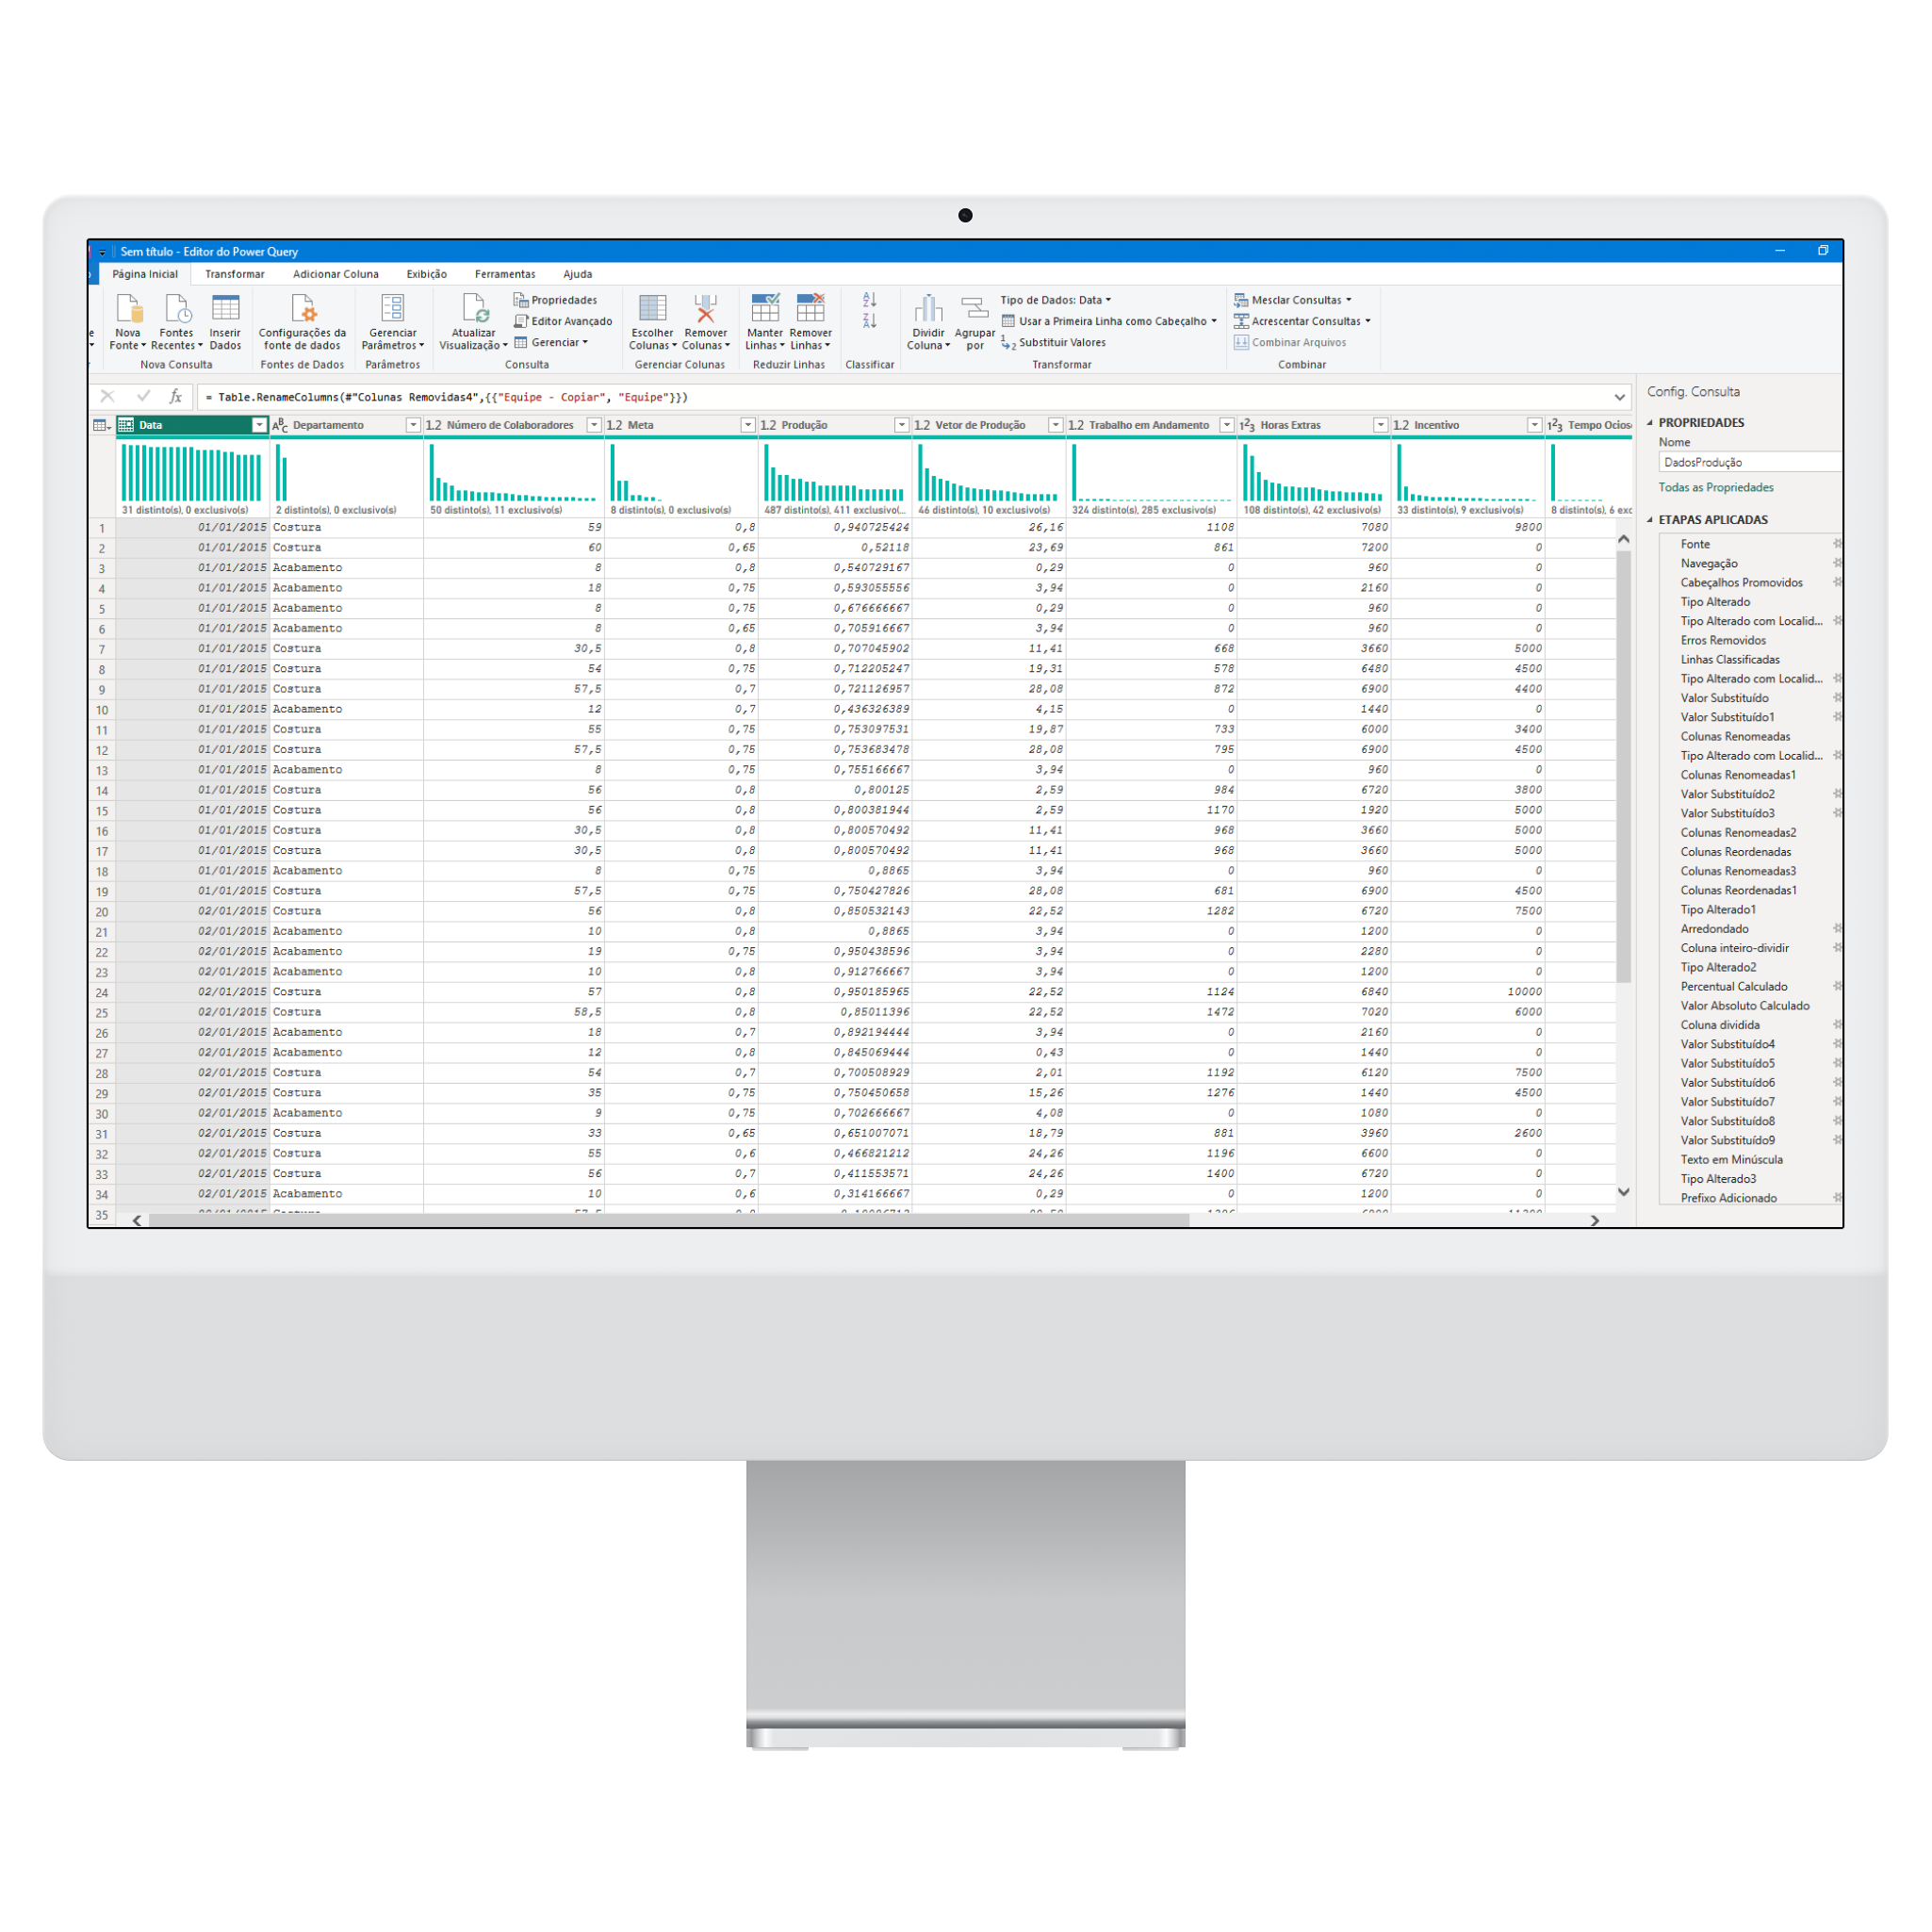 Sem título - Editor do Power Query
Página Inicial Transformar Adicionar Coluna Exibição Ferramentas Ajuda
Nova Fonte Fontes Recentes Inserir Dados
Nova Consulta
Configurações da fonte de dados
Fontes de Dados
Gerenciar Parâmetros
Parâmetros
Atualizar Visualização Propriedades
Editor Avançado
Gerenciar
Consulta
Escolher Colunas Remover Colunas
Gerenciar Colunas
Manter Linhas Remover Linhas
Reduzir Linhas
Classificar
Dividir Coluna Agrupar por
Tipo de Dados: Data
Usar a Primeira Linha como Cabeçalho
Substituir Valores
Transformar
Mesclar Consultas
Acrescentar Consultas
Combinar Arquivos
Combinar
fx = Table.RenameColumns(#"Colunas Removidas4",{{"Equipe - Copiar", "Equipe"}})
Data ABC Departamento 1.2 Número de Colaboradores 1.2 Meta 1.2 Produção 1.2 Vetor de Produção 1.2 Trabalho em Andamento 123 Horas Extras 1.2 Incentivo 123 Tempo Ocios
31 distinto(s), 0 exclusivo(s) 2 distinto(s), 0 exclusivo(s) 50 distinto(s), 11 exclusivo(s) 8 distinto(s), 0 exclusivo(s) 487 distinto(s), 411 exclusivo(... 46 distinto(s), 10 exclusivo(s) 324 distinto(s), 285 exclusivo(s) 108 distinto(s), 42 exclusivo(s) 33 distinto(s), 9 exclusivo(s) 8 distinto(s), 6 exc
1 01/01/2015 Costura 59 0,8 0,940725424 26,16 1108 7080 9800
2 01/01/2015 Costura 60 0,65 0,52118 23,69 861 7200 0
3 01/01/2015 Acabamento 8 0,8 0,540729167 0,29 0 960 0
4 01/01/2015 Acabamento 18 0,75 0,593055556 3,94 0 2160 0
5 01/01/2015 Acabamento 8 0,75 0,676666667 0,29 0 960 0
6 01/01/2015 Acabamento 8 0,65 0,705916667 3,94 0 960 0
7 01/01/2015 Costura 30,5 0,8 0,707045902 11,41 668 3660 5000
8 01/01/2015 Costura 54 0,75 0,712205247 19,31 578 6480 4500
9 01/01/2015 Costura 57,5 0,7 0,721126957 28,08 872 6900 4400
10 01/01/2015 Acabamento 12 0,7 0,436326389 4,15 0 1440 0
11 01/01/2015 Costura 55 0,75 0,753097531 19,87 733 6000 3400
12 01/01/2015 Costura 57,5 0,75 0,753683478 28,08 795 6900 4500
13 01/01/2015 Acabamento 8 0,75 0,755166667 3,94 0 960 0
14 01/01/2015 Costura 56 0,8 0,800125 2,59 984 6720 3800
15 01/01/2015 Costura 56 0,8 0,800381944 2,59 1170 1920 5000
16 01/01/2015 Costura 30,5 0,8 0,800570492 11,41 968 3660 5000
17 01/01/2015 Costura 30,5 0,8 0,800570492 11,41 968 3660 5000
18 01/01/2015 Acabamento 8 0,75 0,8865 3,94 0 960 0
19 01/01/2015 Costura 57,5 0,75 0,750427826 28,08 681 6900 4500
20 02/01/2015 Costura 56 0,8 0,850532143 22,52 1282 6720 7500
21 02/01/2015 Acabamento 10 0,8 0,8865 3,94 0 1200 0
22 02/01/2015 Acabamento 19 0,75 0,950438596 3,94 0 2280 0
23 02/01/2015 Acabamento 10 0,8 0,912766667 3,94 0 1200 0
24 02/01/2015 Costura 57 0,8 0,950185965 22,52 1124 6840 10000
25 02/01/2015 Costura 58,5 0,8 0,85011396 22,52 1472 7020 6000
26 02/01/2015 Acabamento 18 0,7 0,892194444 3,94 0 2160 0
27 02/01/2015 Acabamento 12 0,8 0,845069444 0,43 0 1440 0
28 02/01/2015 Costura 54 0,7 0,700508929 2,01 1192 6120 7500
29 02/01/2015 Costura 35 0,75 0,750450658 15,26 1276 1440 4500
30 02/01/2015 Acabamento 9 0,75 0,702666667 4,08 0 1080 0
31 02/01/2015 Costura 33 0,65 0,651007071 18,79 881 3960 2600
32 02/01/2015 Costura 55 0,6 0,466821212 24,26 1196 6600 0
33 02/01/2015 Costura 56 0,7 0,411553571 24,26 1400 6720 0
34 02/01/2015 Acabamento 10 0,6 0,314166667 0,29 0 1200 0
35
Config. Consulta
PROPRIEDADES
Nome
DadosProdução
Todas as Propriedades
ETAPAS APLICADAS
Fonte
Navegação
Cabeçalhos Promovidos
Tipo Alterado
Tipo Alterado com Localid...
Erros Removidos
Linhas Classificadas
Tipo Alterado com Localid...
Valor Substituído
Valor Substituído1
Colunas Renomeadas
Tipo Alterado com Localid...
Colunas Renomeadas1
Valor Substituído2
Valor Substituído3
Colunas Renomeadas2
Colunas Reordenadas
Colunas Renomeadas3
Colunas Reordenadas1
Tipo Alterado1
Arredondado
Coluna inteiro-dividir
Tipo Alterado2
Percentual Calculado
Valor Absoluto Calculado
Coluna dividida
Valor Substituído4
Valor Substituído5
Valor Substituído6
Valor Substituído7
Valor Substituído8
Valor Substituído9
Texto em Minúscula
Tipo Alterado3
Prefixo Adicionado